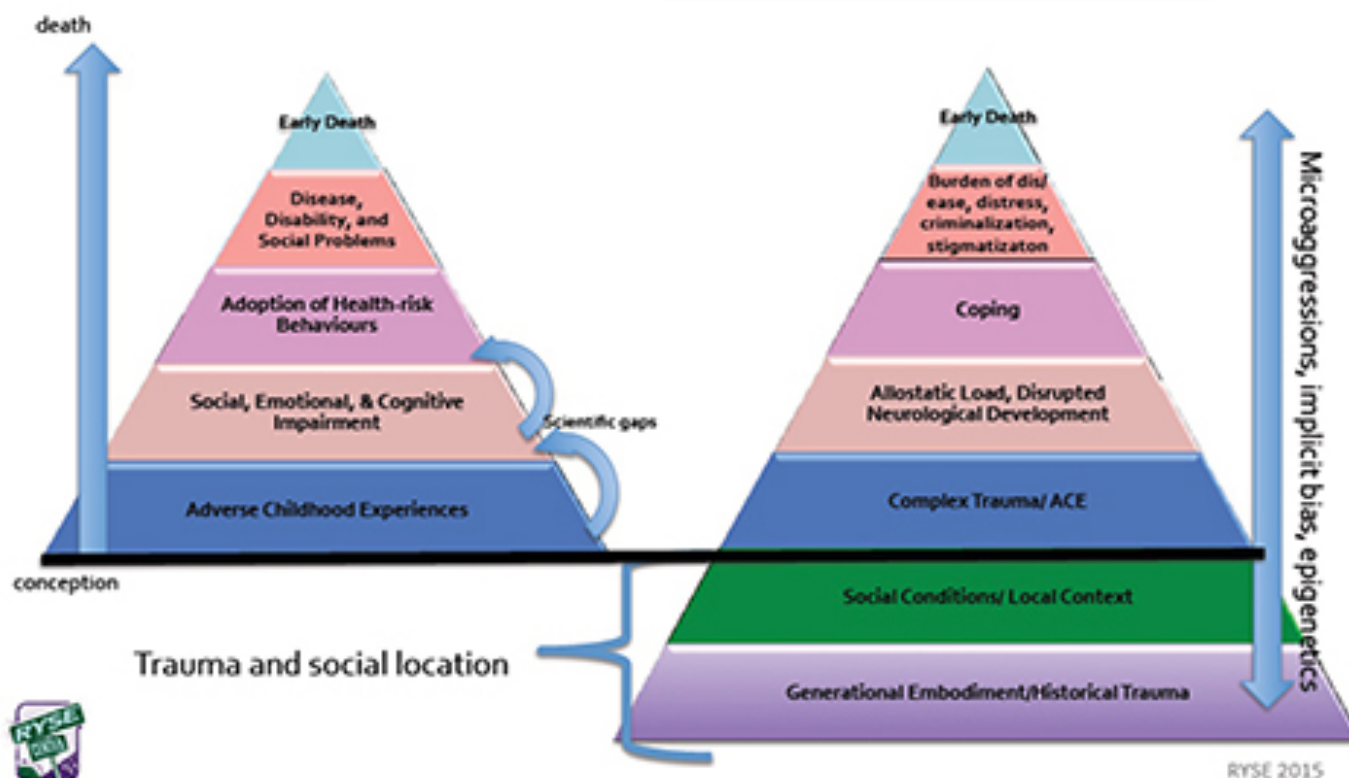 death
Early Death
Disease,
Disability, and
Social Problems
Adoption of Health-risk
Behaviours
Social, Emotional, & Cognitive
Impairment
Scientific gaps
Adverse Childhood Experiences
conception
Early Death
Burden of dis/
ease, distress,
criminalization,
stigmatizaton
Coping
Allostatic Load, Disrupted
Neurological Development
Complex Trauma/ ACE
Social Conditions/ Local Context
Generational Embodiment/Historical Trauma
Trauma and social location
Microaggressions, implicit bias, epigenetics
RYSE
RYSE 2015